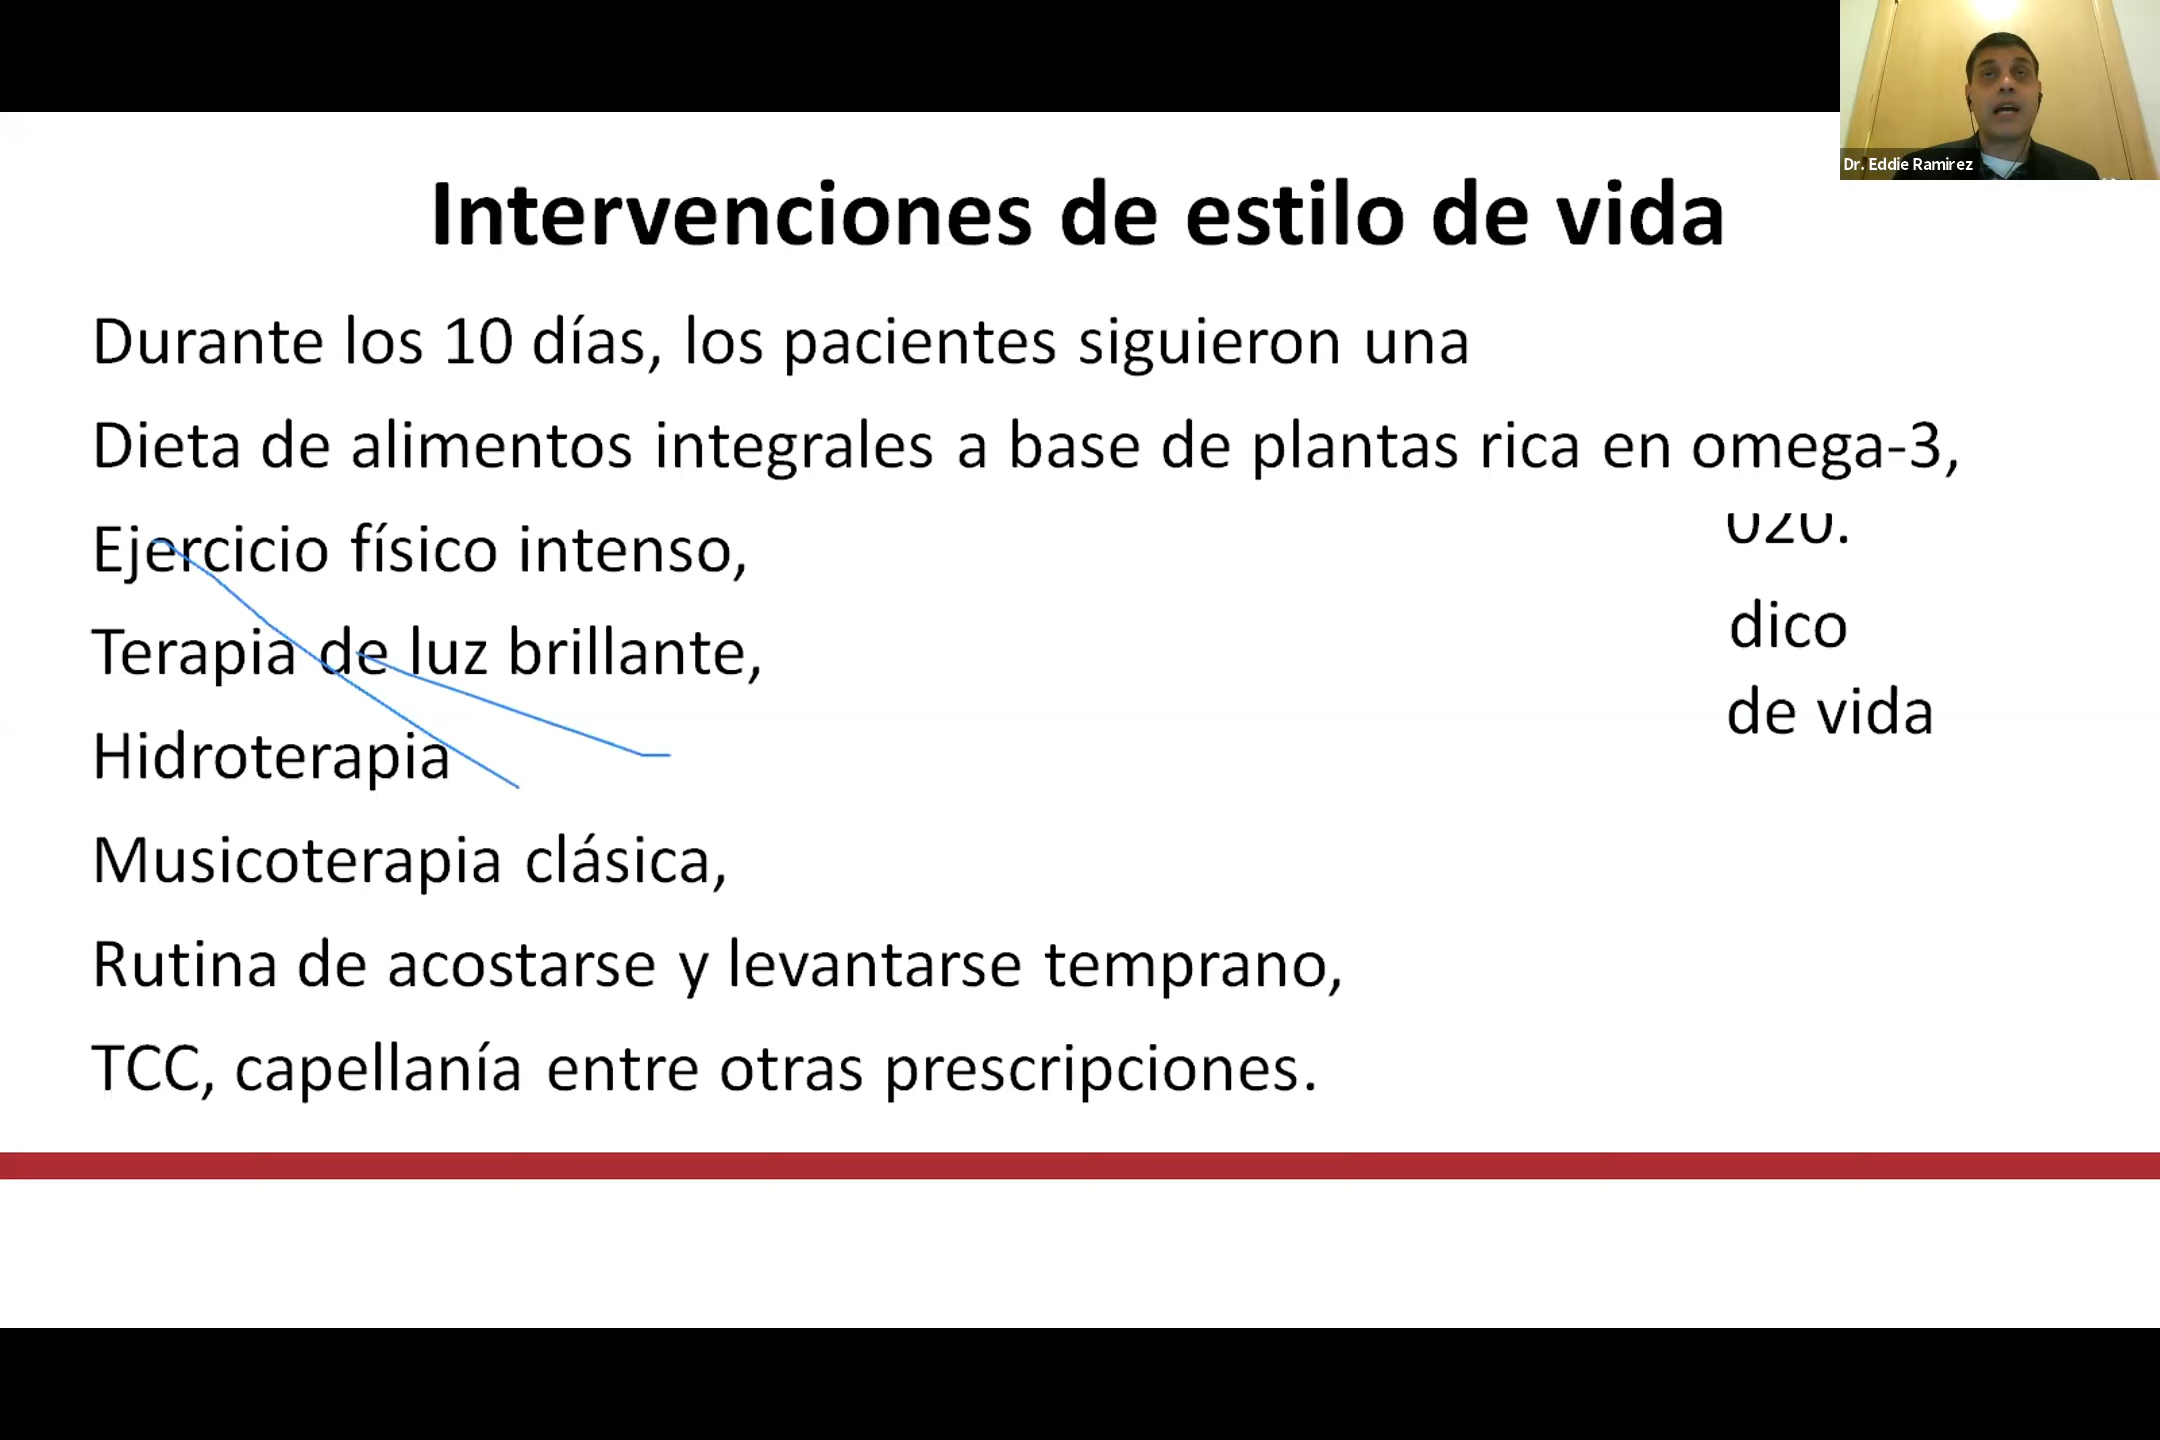 Dr. Eddie Ramirez
Intervenciones de estilo de vida
Durante los 10 días, los pacientes siguieron una
Dieta de alimentos integrales a base de plantas rica en omega-3,
Ejercicio físico intenso,
020.
Terapia de luz brillante,
dico
de vida
Hidroterapia
Musicoterapia clásica,
Rutina de acostarse y levantarse temprano,
TCC, capellanía entre otras prescripciones.